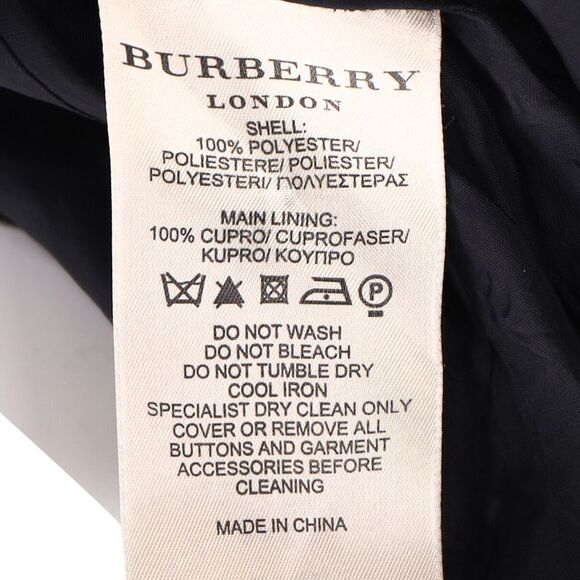 BURBERRY
LONDON
SHELL:
100% POLYESTER/
POLIESTERE/ POLIESTER/
POLYESTERI/ ΠΟΛΥΕΣΤΕΡΑΣ
MAIN LINING:
100% CUPRO/ CUPROFASER/
KUPRO/ ΚΟΥΠΡΟ
P
DO NOT WASH
DO NOT BLEACH
DO NOT TUMBLE DRY
COOL IRON
SPECIALIST DRY CLEAN ONLY
COVER OR REMOVE ALL
BUTTONS AND GARMENT
ACCESSORIES BEFORE
CLEANING
MADE IN CHINA